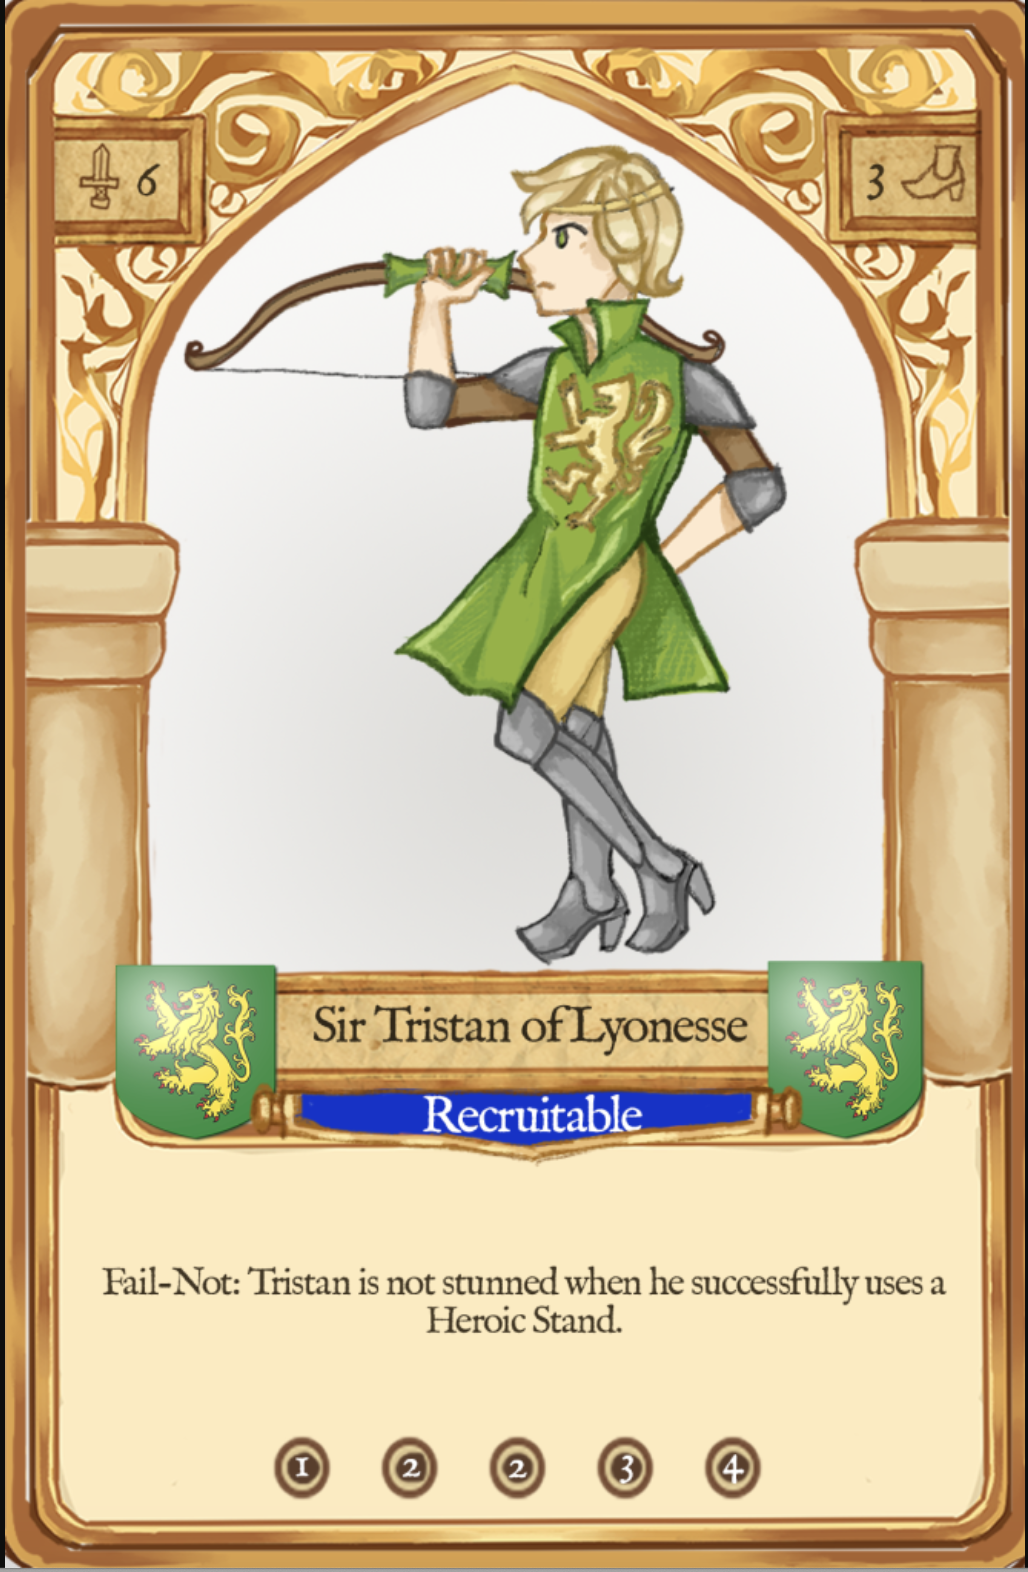 6
3
Sir Tristan of Lyonesse
Recruitable
Fail-Not: Tristan is not stunned when he successfully uses a
Heroic Stand.
1 2 2 3 4